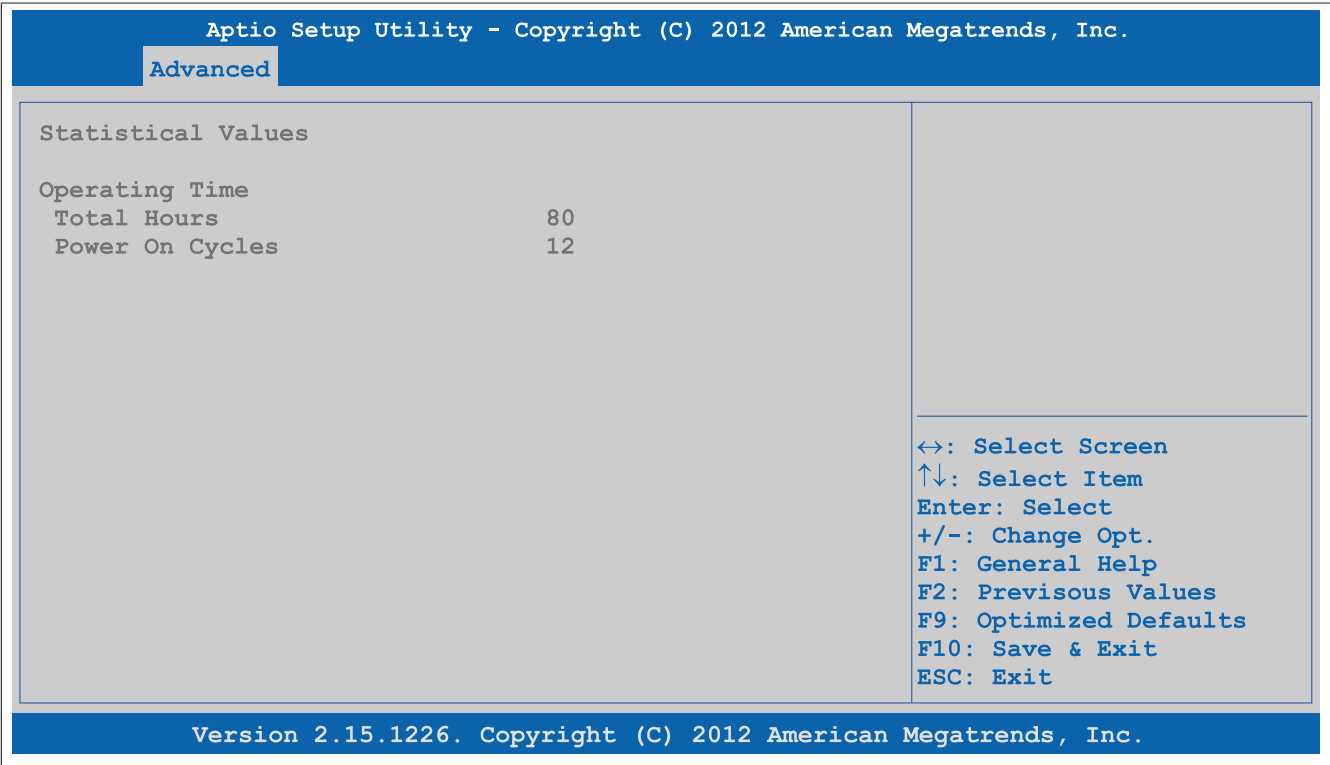 Aptio Setup Utility - Copyright (C) 2012 American Megatrends, Inc.
Advanced
Statistical Values
Operating Time
Total Hours 80
Power On Cycles 12
↔: Select Screen
↑↓: Select Item
Enter: Select
+/-: Change Opt.
F1: General Help
F2: Previsous Values
F9: Optimized Defaults
F10: Save & Exit
ESC: Exit
Version 2.15.1226. Copyright (C) 2012 American Megatrends, Inc.